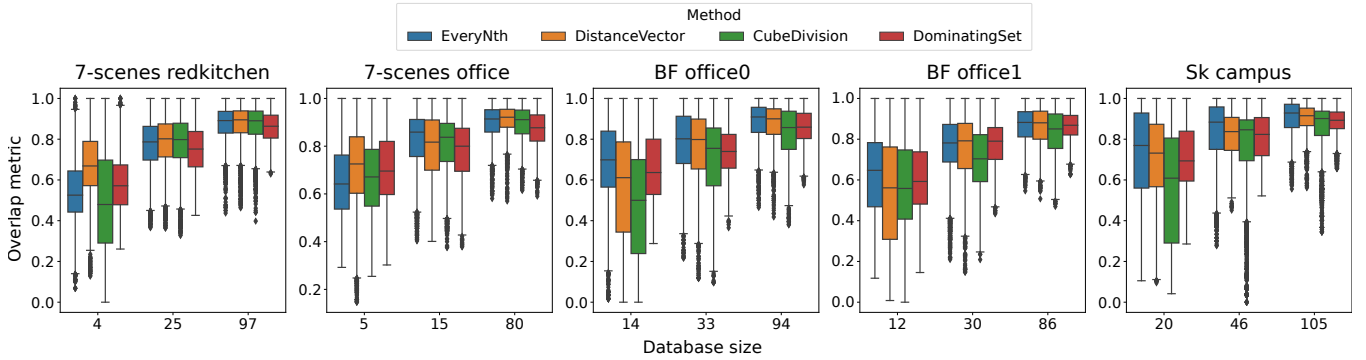 Method
EveryNth DistanceVector CubeDivision DominatingSet
7-scenes redkitchen 7-scenes office BF office0 BF office1 Sk campus
Overlap metric
1.0 1.0 1.0 1.0 1.0
0.8 0.8 0.8 0.8 0.8
0.6 0.6 0.6 0.6 0.6
0.4 0.4 0.4 0.4 0.4
0.2 0.2 0.2 0.2 0.2
0.0 0.0 0.0 0.0
4 25 97 5 15 80 14 33 94 12 30 86 20 46 105
Database size